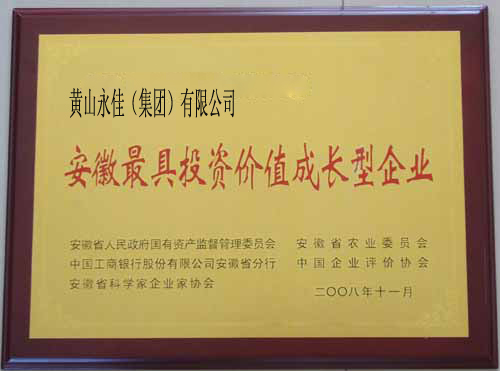 黄山永佳（集团）有限公司
安徽最具投资价值成长型企业
安徽省人民政府国有资产监督管理委员会 安徽省农业委员会
中国工商银行股份有限公司安徽省分行 中国企业评价协会
安徽省科学家企业家协会
二〇〇八年十一月